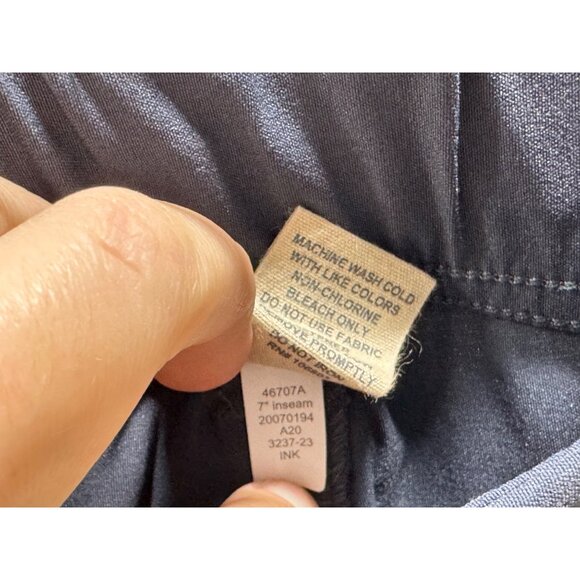 MACHINE WASH COLD
WITH LIKE COLORS
NON-CHLORINE
BLEACH ONLY
DO NOT USE FABRIC
PROMPTLY
DO NOT IRON
46707A
7" inseam
20070194
A20
3237-23
INK